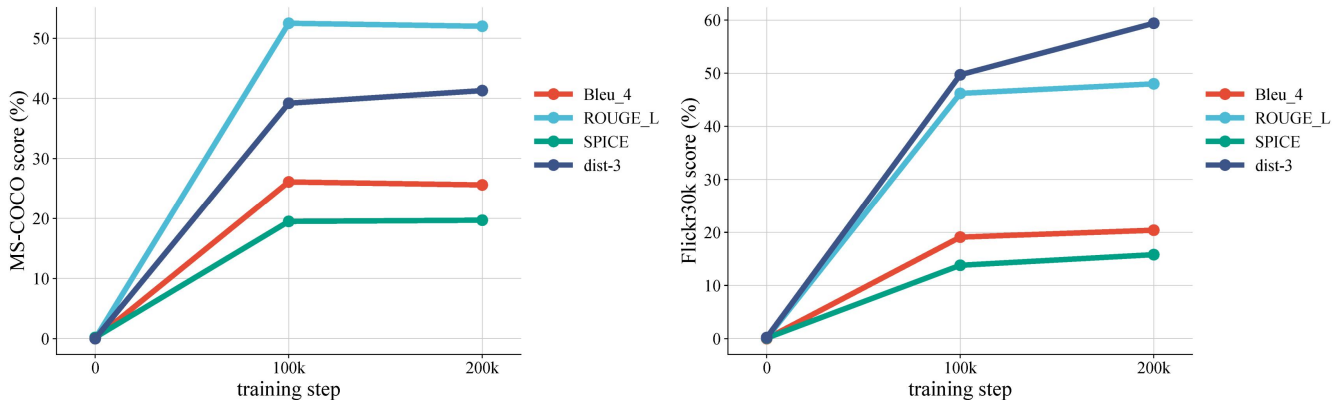 MS-COCO score (%)
50
40
30
20
10
0
0
100k
200k
training step
Bleu_4
ROUGE_L
SPICE
dist-3
Flickr30k score (%)
60
50
40
30
20
10
0
0
100k
200k
training step
Bleu_4
ROUGE_L
SPICE
dist-3